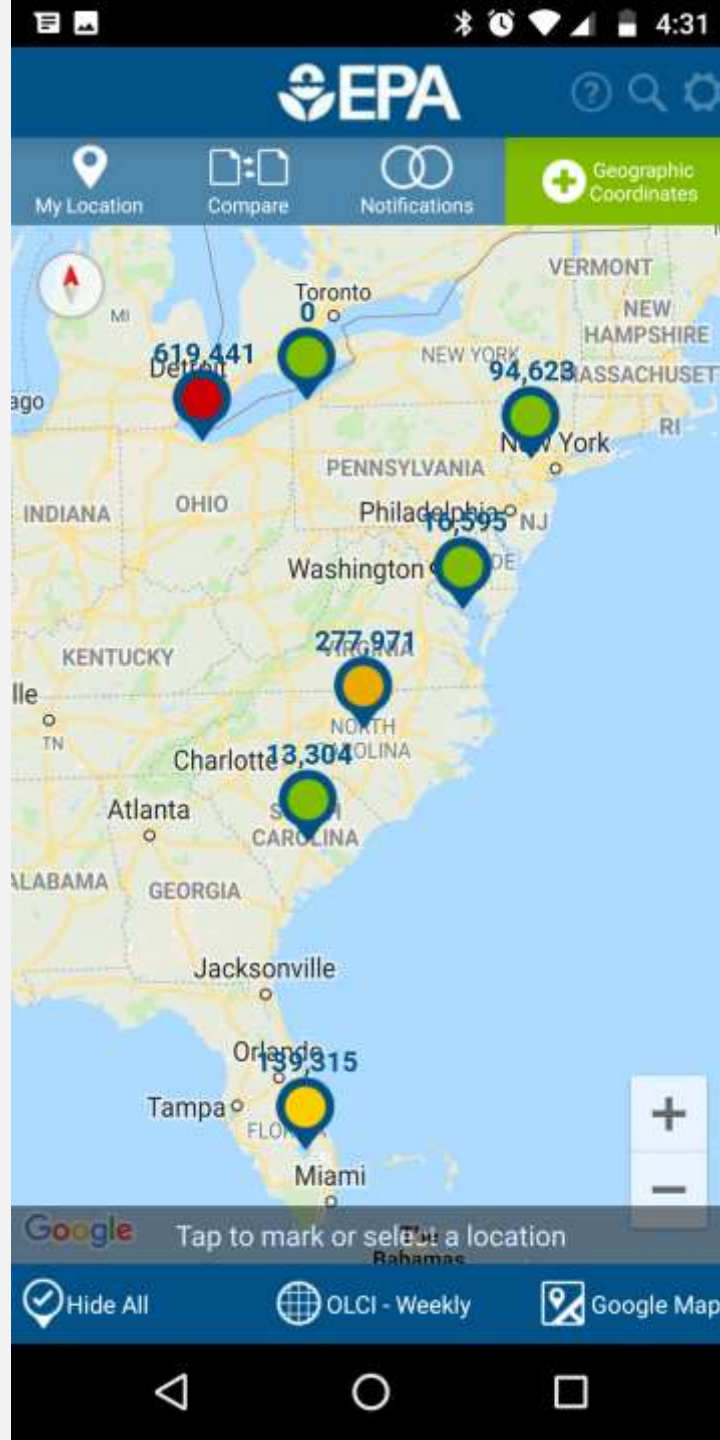 4:31
EPA
My Location
Compare
Notifications
Geographic
Coordinates
VERMONT
Toronto
0
MI
NEW
HAMPSHIRE
619,441
Detroit
NEW YORK
94,623
MASSACHUSET
ago
RI
New York
PENNSYLVANIA
OHIO
INDIANA
Philadelphia
16,595
NJ
Washington
DE
277,971
VIRGINIA
KENTUCKY
lle
TN
NORTH
CAROLINA
Charlotte
13,304
Atlanta
SOUTH
CAROLINA
ALABAMA
GEORGIA
Jacksonville
Orlando
139,315
Tampa
FLORIDA
Miami
Google
Tap to mark or select a location
The
Bahamas
Hide All
OLCI - Weekly
Google Map